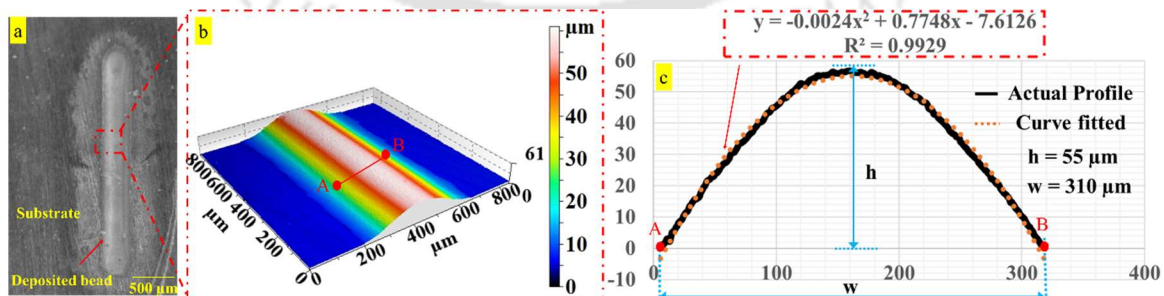 a
Substrate
Deposited bead
500 µm
b
µm
50
40
30
20
10
0
61
0
A
B
800
600
400
200
0
µm
0
200
400
600
800
µm
y = -0.0024x² + 0.7748x - 7.6126
R² = 0.9929
c
60
50
40
30
20
10
0
-10
Actual Profile
Curve fitted
h = 55 µm
w = 310 µm
h
A
B
0
100
200
300
400
w